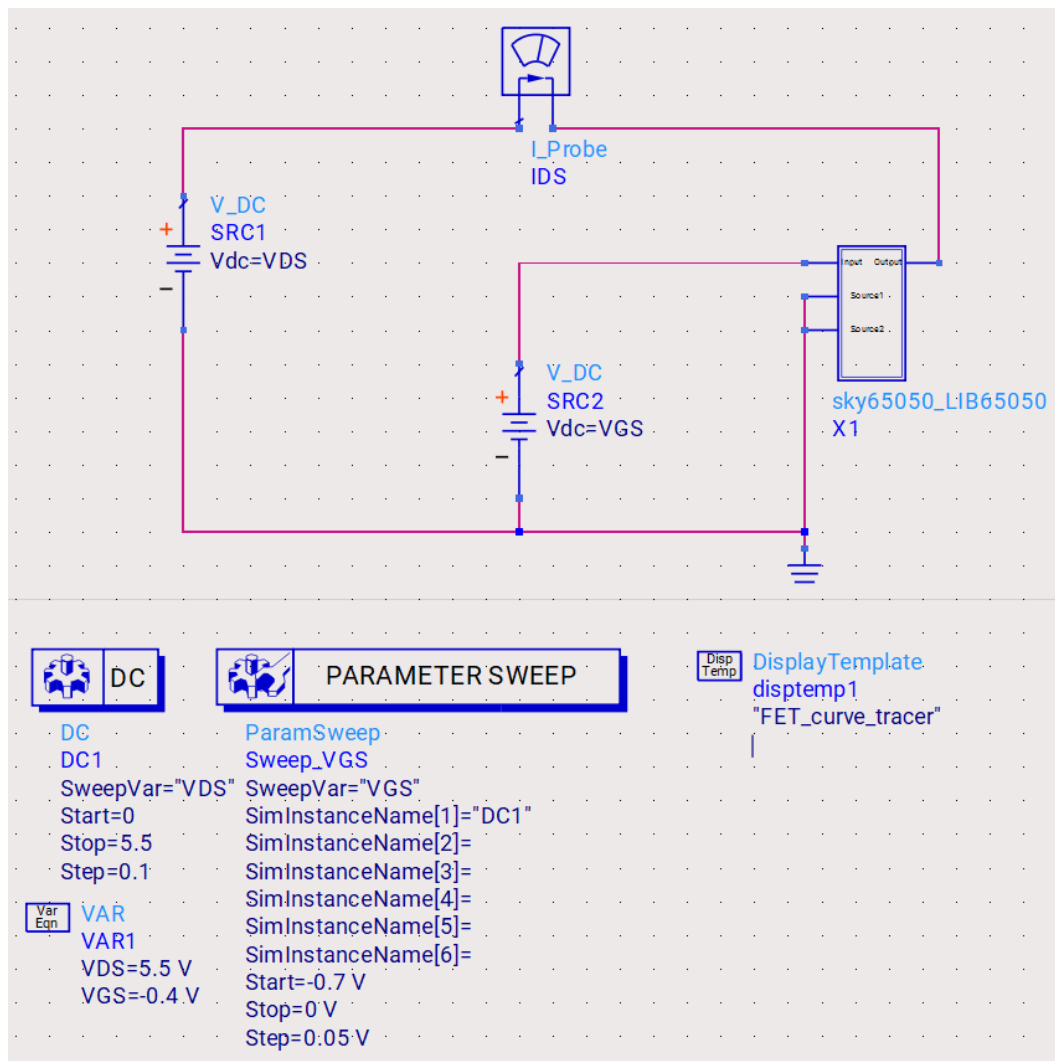 I_Probe
IDS
V_DC
SRC1
Vdc=VDS
+
−
Input Output
Source1
Source2
V_DC
SRC2
Vdc=VGS
+
−
sky65050_LIB65050
X1
DC
DC
DC1
SweepVar="VDS"
Start=0
Stop=5.5
Step=0.1
Var
Eqn
VAR
VAR1
VDS=5.5 V
VGS=-0.4 V
PARAMETER SWEEP
ParamSweep
Sweep_VGS
SweepVar="VGS"
SimInstanceName[1]="DC1"
SimInstanceName[2]=
SimInstanceName[3]=
SimInstanceName[4]=
SimInstanceName[5]=
SimInstanceName[6]=
Start=-0.7 V
Stop=0 V
Step=0.05 V
Disp
Temp
DisplayTemplate
disptemp1
"FET_curve_tracer"